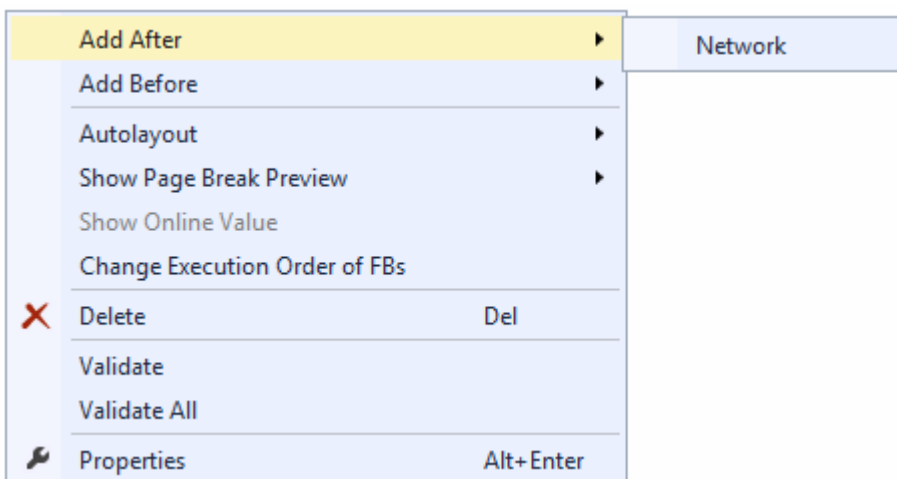 Add After
Network
Add Before
Autolayout
Show Page Break Preview
Show Online Value
Change Execution Order of FBs
Delete Del
Validate
Validate All
Properties Alt+Enter